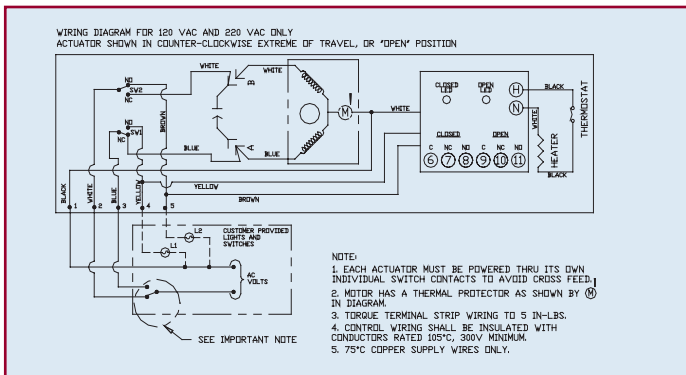 WIRING DIAGRAM FOR 120 VAC AND 220 VAC ONLY
ACTUATOR SHOWN IN COUNTER-CLOCKWISE EXTREME OF TRAVEL, OR "OPEN" POSITION
NO
SW2
NC
WHITE
B
WHITE
BROWN
NO
SW1
NC
BLUE
A
BLUE
M
WHITE
CLOSED LED
OPEN LED
H
N
BLACK
WHITE
HEATER
BLACK
THERMOSTAT
CLOSED
OPEN
C NC NO C NC NO
6 7 8 9 10 11
YELLOW
BROWN
BLACK
WHITE
BLUE
YELLOW
1 2 3 4 5
L2
L1
CUSTOMER PROVIDED
LIGHTS AND
SWITCHES
AC
VOLTS
SEE IMPORTANT NOTE
NOTE:
1. EACH ACTUATOR MUST BE POWERED THRU ITS OWN
INDIVIDUAL SWITCH CONTACTS TO AVOID CROSS FEED.
2. MOTOR HAS A THERMAL PROTECTOR AS SHOWN BY M
IN DIAGRAM.
3. TORQUE TERMINAL STRIP WIRING TO 5 IN-LBS.
4. CONTROL WIRING SHALL BE INSULATED WITH
CONDUCTORS RATED 105°C, 300V MINIMUM.
5. 75°C COPPER SUPPLY WIRES ONLY.